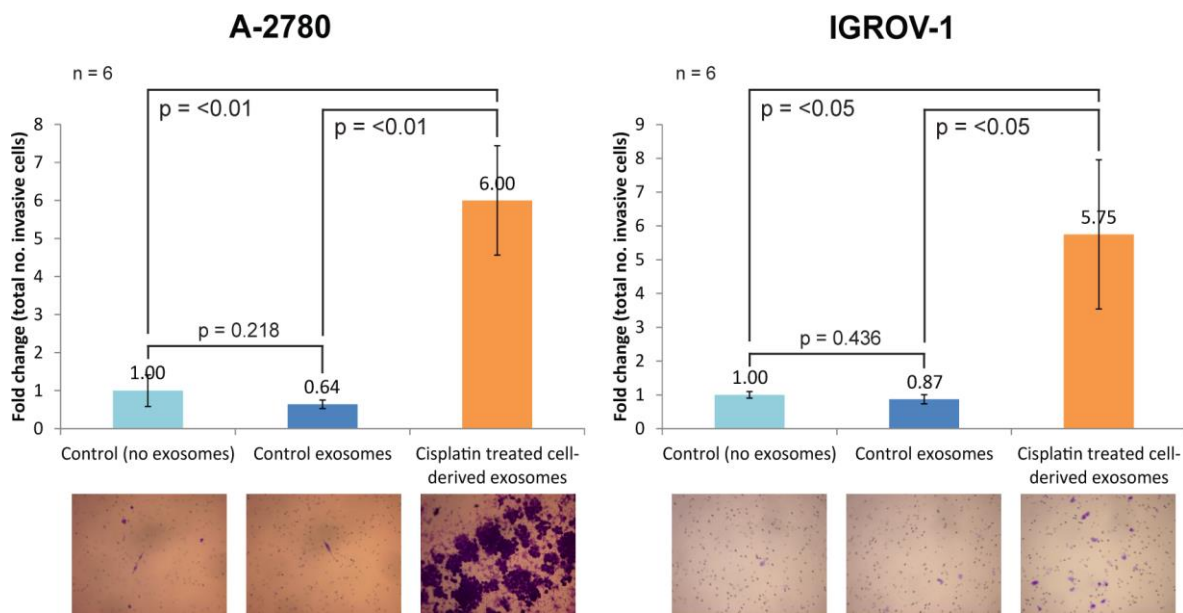 A-2780
n = 6
p = <0.01
p = <0.01
Fold change (total no. invasive cells)
8
7
6
5
4
3
2
1
0
p = 0.218
1.00
0.64
6.00
Control (no exosomes)
Control exosomes
Cisplatin treated cell-
derived exosomes
IGROV-1
n = 6
p = <0.05
p = <0.05
Fold change (total no. invasive cells)
9
8
7
6
5
4
3
2
1
0
p = 0.436
1.00
0.87
5.75
Control (no exosomes)
Control exosomes
Cisplatin treated cell-
derived exosomes